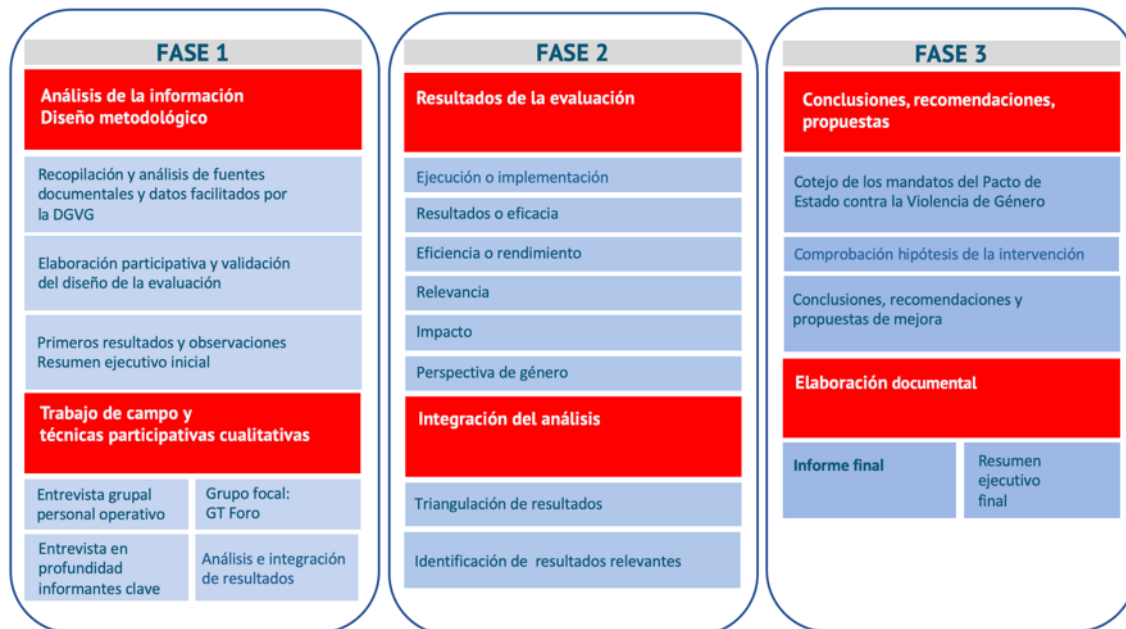 FASE 1
Análisis de la información
Diseño metodológico
Recopilación y análisis de fuentes
documentales y datos facilitados por
la DGVG
Elaboración participativa y validación
del diseño de la evaluación
Primeros resultados y observaciones
Resumen ejecutivo inicial
Trabajo de campo y
técnicas participativas cualitativas
Entrevista grupal
personal operativo
Grupo focal:
GT Foro
Entrevista en
profundidad
informantes clave
Análisis e integración
de resultados
FASE 2
Resultados de la evaluación
Ejecución o implementación
Resultados o eficacia
Eficiencia o rendimiento
Relevancia
Impacto
Perspectiva de género
Integración del análisis
Triangulación de resultados
Identificación de resultados relevantes
FASE 3
Conclusiones, recomendaciones,
propuestas
Cotejo de los mandatos del Pacto de
Estado contra la Violencia de Género
Comprobación hipótesis de la intervención
Conclusiones, recomendaciones y
propuestas de mejora
Elaboración documental
Informe final
Resumen
ejecutivo
final